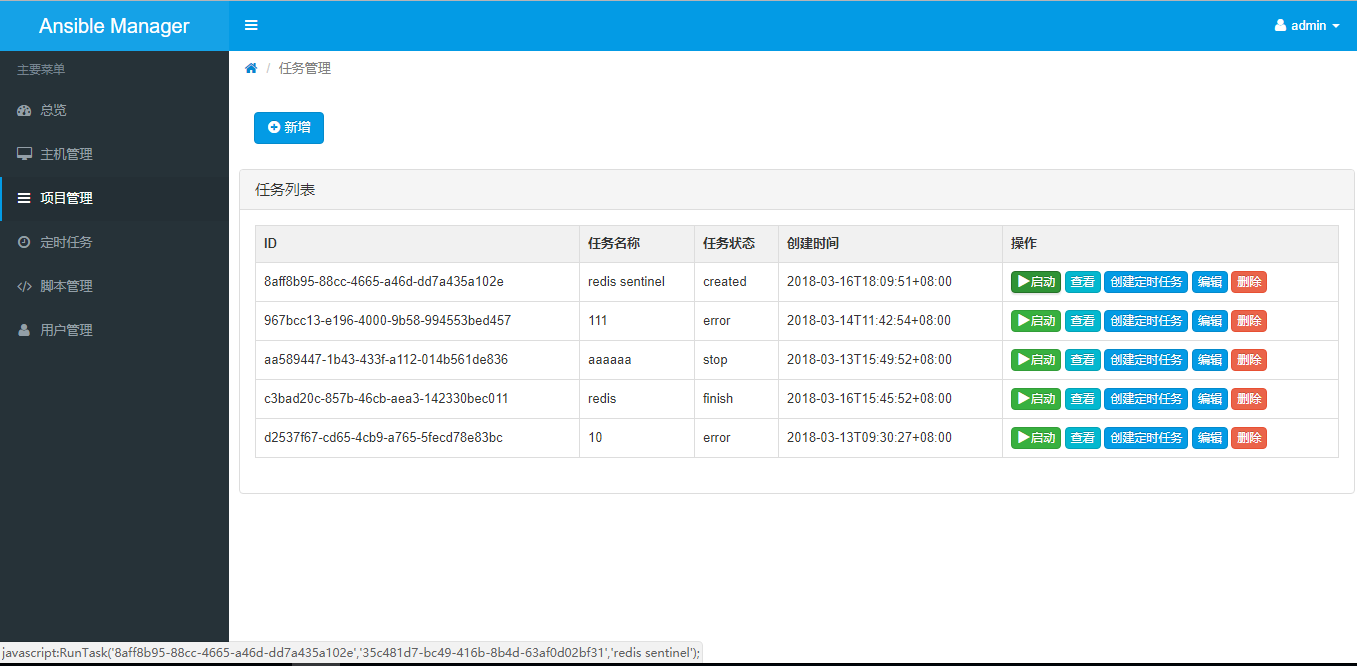 Ansible Manager
admin
主要菜单
总览
主机管理
项目管理
定时任务
脚本管理
用户管理
/ 任务管理
新增
任务列表
ID 任务名称 任务状态 创建时间 操作
8aff8b95-88cc-4665-a46d-dd7a435a102e redis sentinel created 2018-03-16T18:09:51+08:00 启动 查看 创建定时任务 编辑 删除
967bcc13-e196-4000-9b58-994553bed457 111 error 2018-03-14T11:42:54+08:00 启动 查看 创建定时任务 编辑 删除
aa589447-1b43-433f-a112-014b561de836 aaaaaa stop 2018-03-13T15:49:52+08:00 启动 查看 创建定时任务 编辑 删除
c3bad20c-857b-46cb-aea3-142330bec011 redis finish 2018-03-16T15:45:52+08:00 启动 查看 创建定时任务 编辑 删除
d2537f67-cd65-4cb9-a765-5fecd78e83bc 10 error 2018-03-13T09:30:27+08:00 启动 查看 创建定时任务 编辑 删除
javascript:RunTask('8aff8b95-88cc-4665-a46d-dd7a435a102e','35c481d7-bc49-416b-8b4d-63af0d02bf31','redis sentinel');